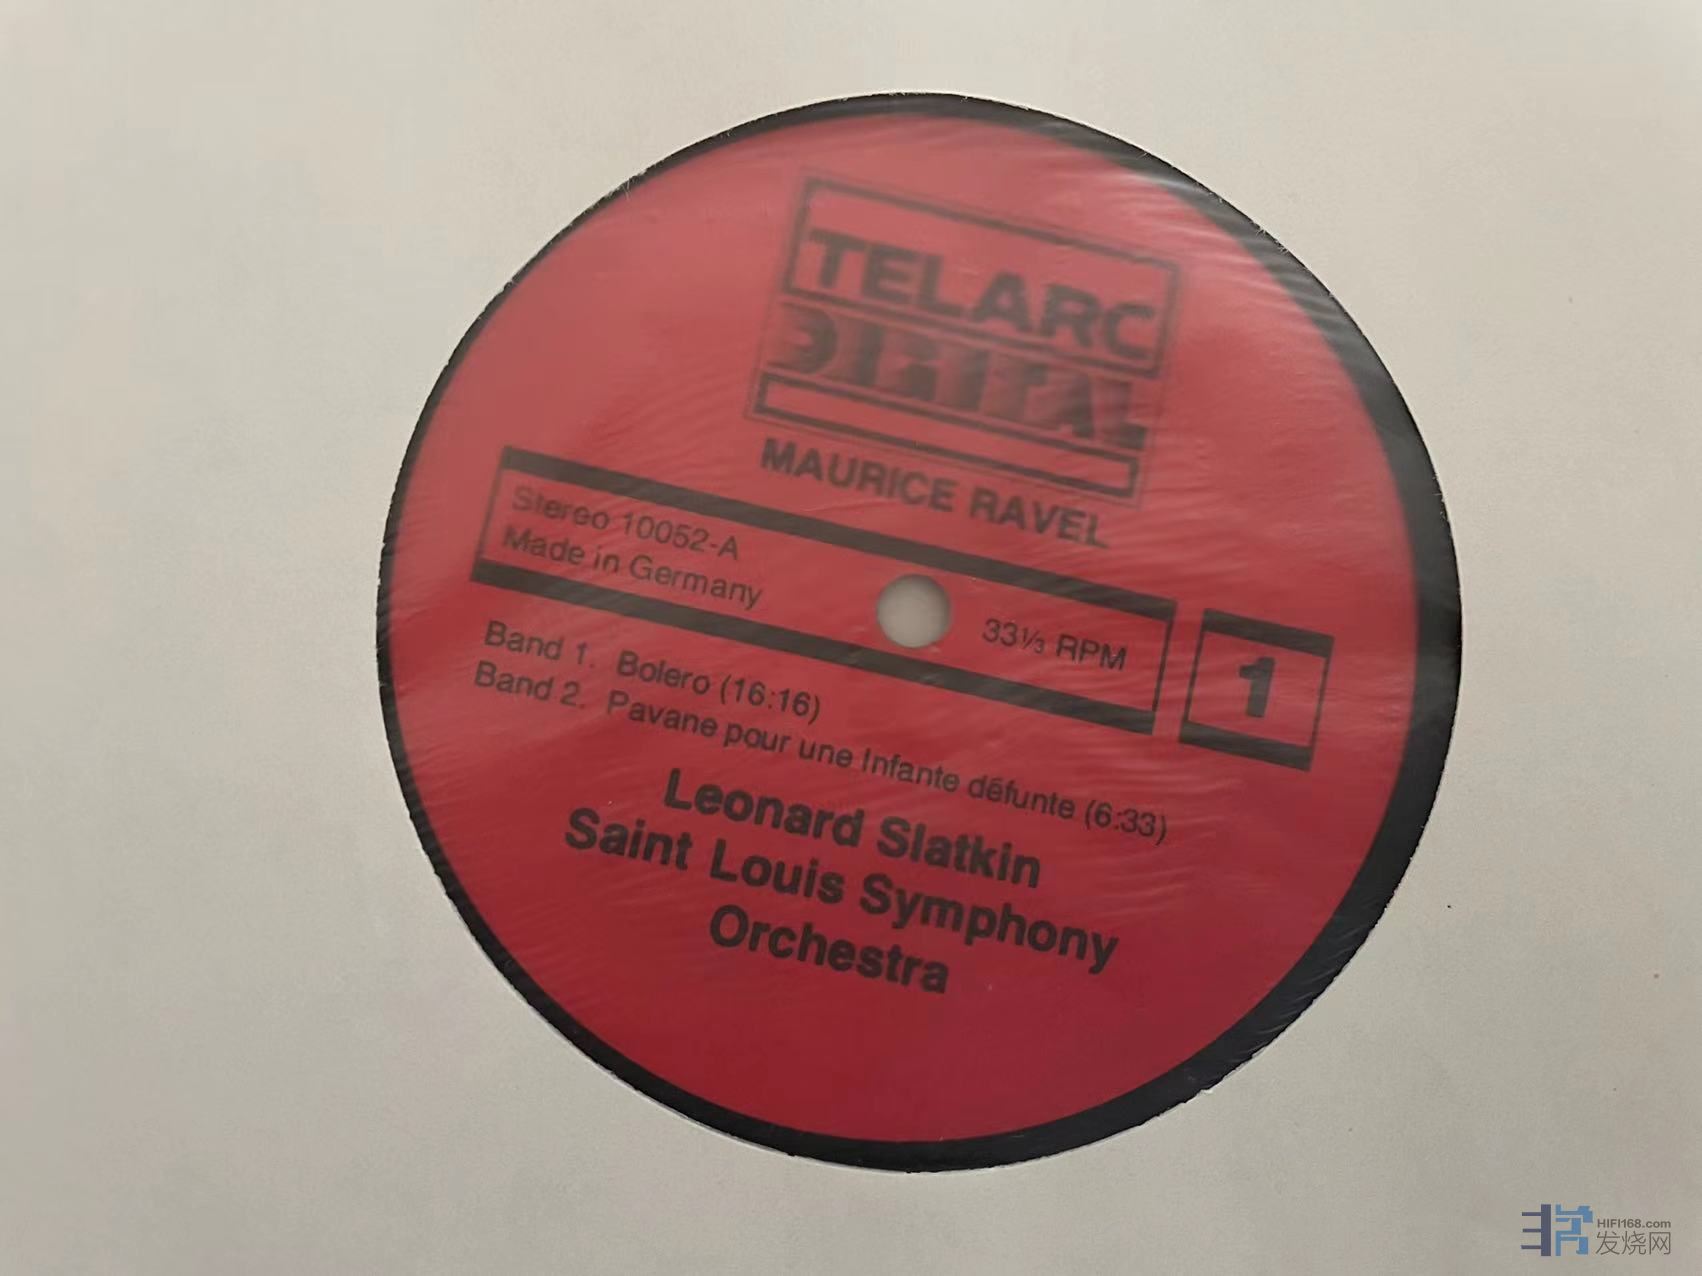 TELARC
DIGITAL
MAURICE RAVEL
Stereo 10052-A
Made in Germany
33⅓ RPM
1
Band 1. Bolero (16:16)
Band 2. Pavane pour une Infante défunte (6:33)
Leonard Slatkin
Saint Louis Symphony
Orchestra
HIFI168.com
发烧网